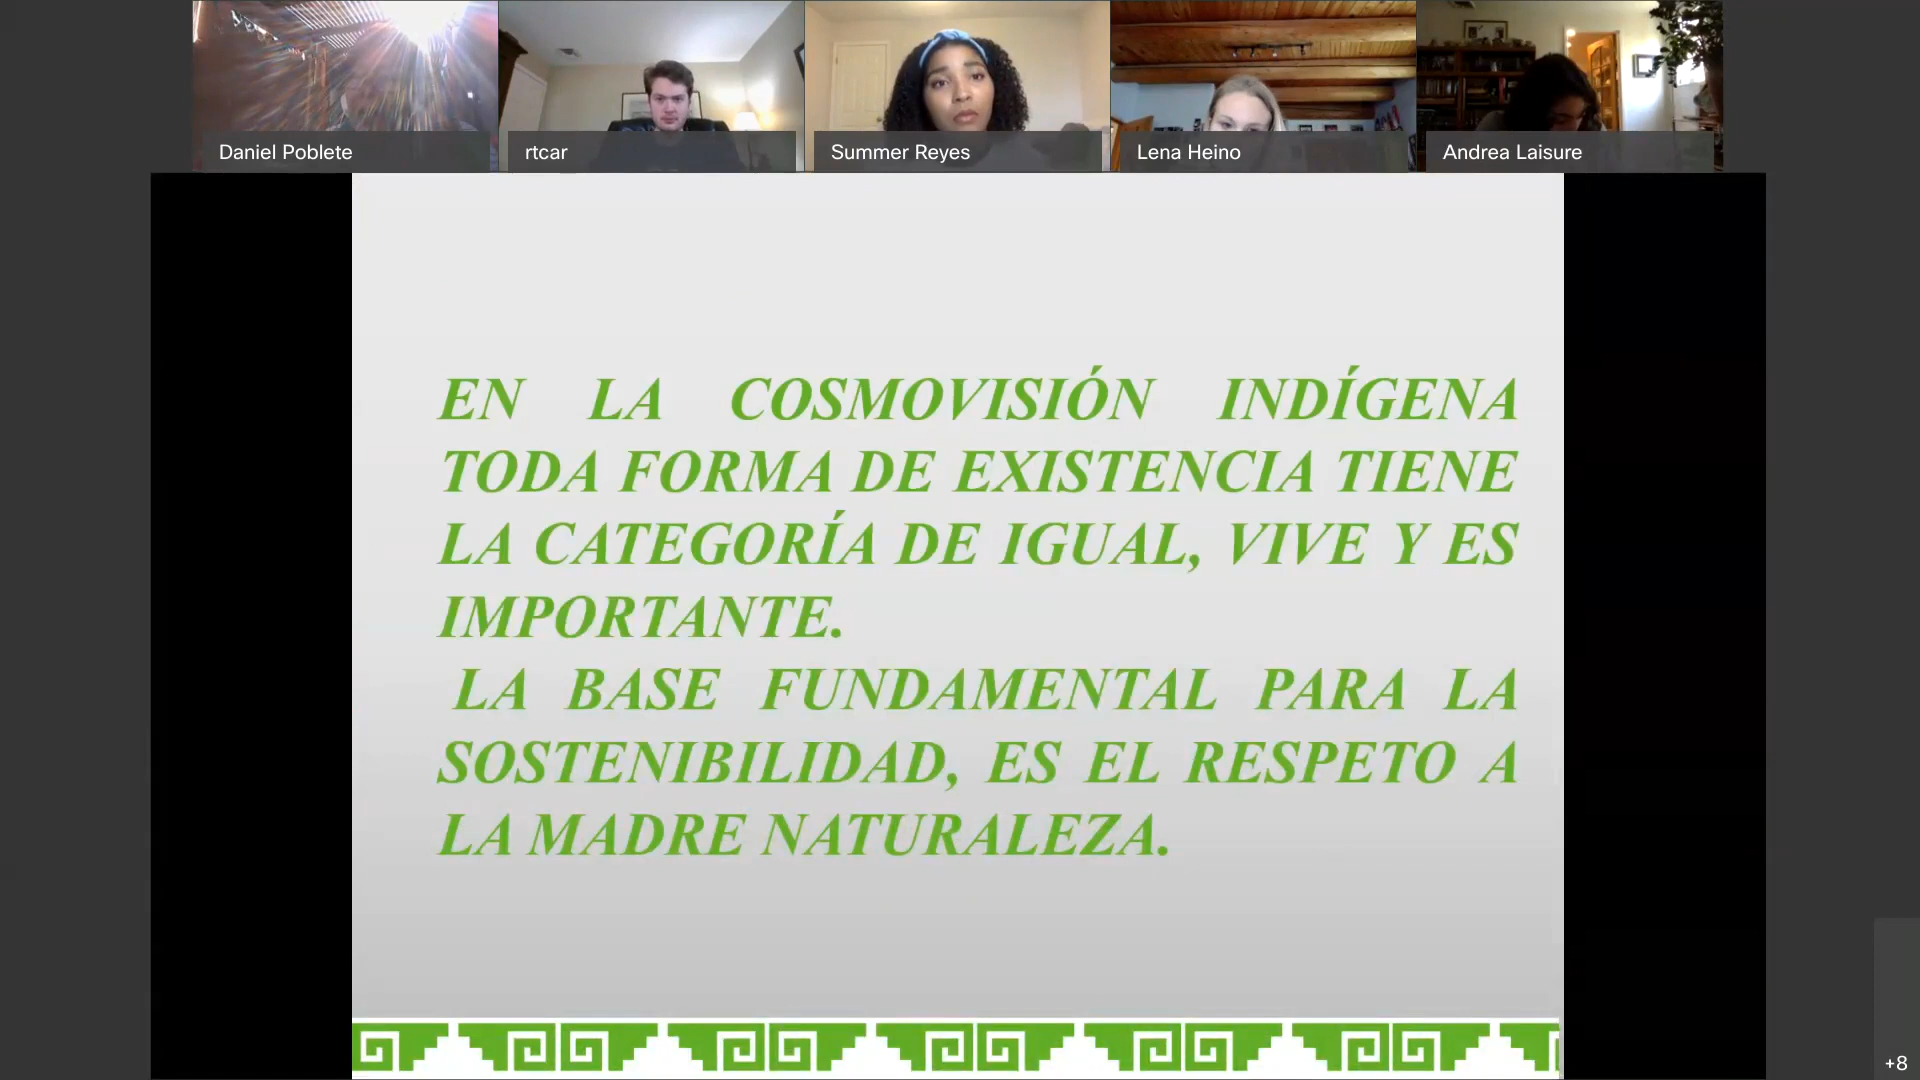 Daniel Poblete
rtcar
Summer Reyes
Lena Heino
Andrea Laisure
EN LA COSMOVISIÓN INDÍGENA
TODA FORMA DE EXISTENCIA TIENE
LA CATEGORÍA DE IGUAL, VIVE Y ES
IMPORTANTE.
LA BASE FUNDAMENTAL PARA LA
SOSTENIBILIDAD, ES EL RESPETO A
LA MADRE NATURALEZA.
+8